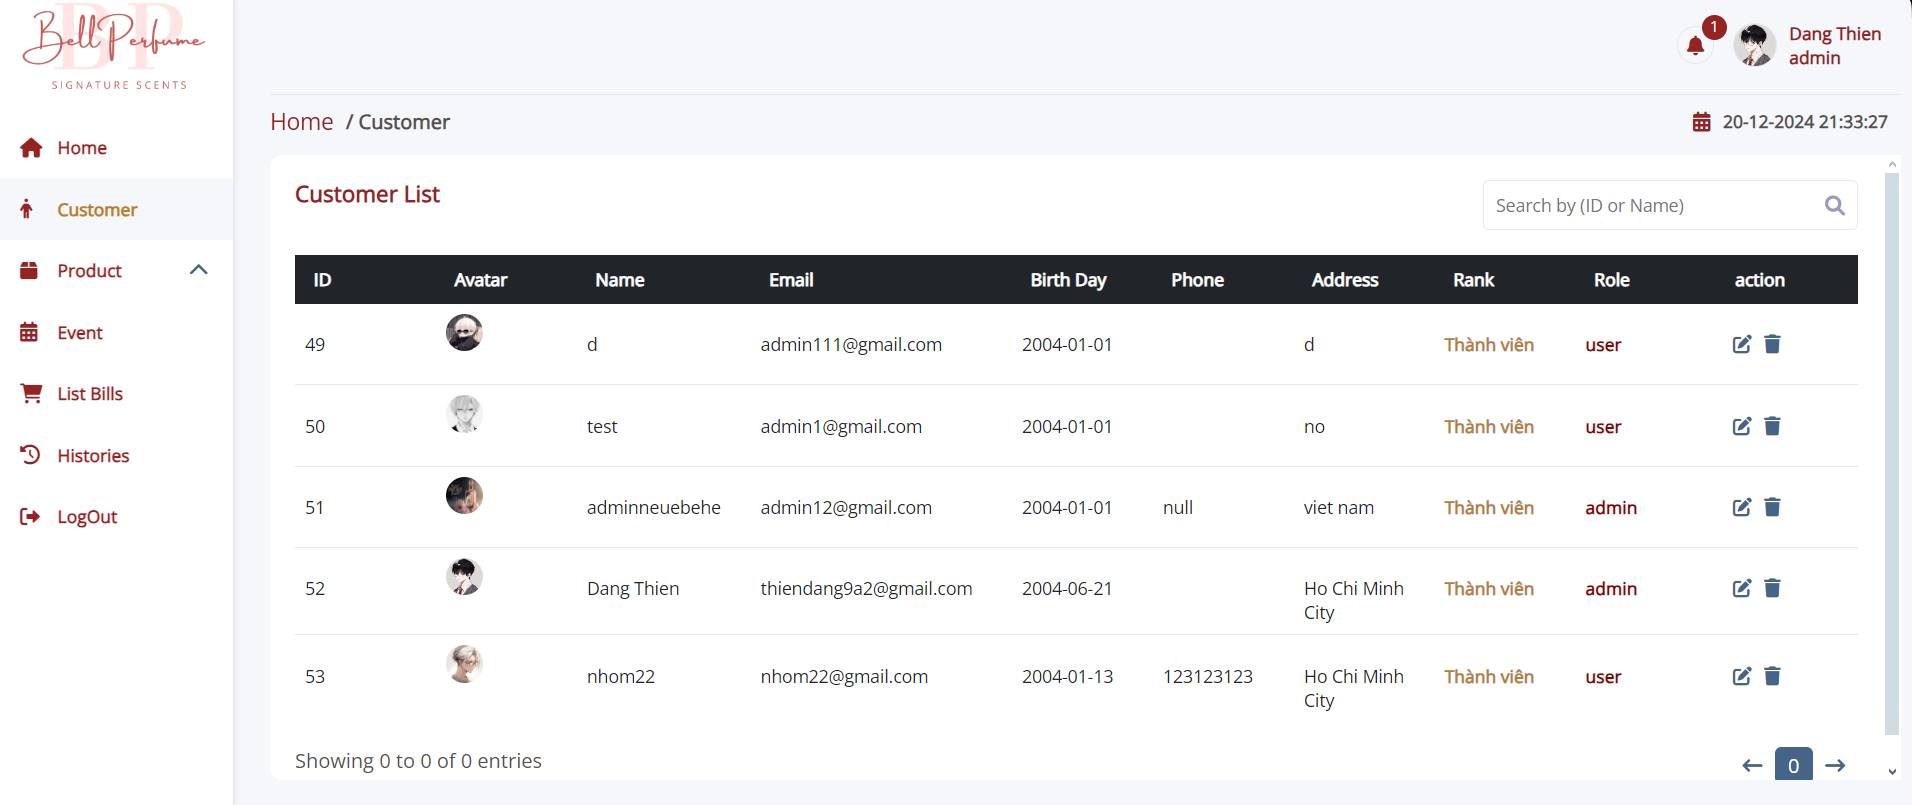 BP
Bell Perfume
SIGNATURE SCENTS
1
Dang Thien
admin
Home / Customer
20-12-2024 21:33:27
Home
Customer
Product
Event
List Bills
Histories
LogOut
Customer List
Search by (ID or Name)
ID Avatar Name Email Birth Day Phone Address Rank Role action
49 d admin111@gmail.com 2004-01-01 d Thành viên user
50 test admin1@gmail.com 2004-01-01 no Thành viên user
51 adminneuebehe admin12@gmail.com 2004-01-01 null viet nam Thành viên admin
52 Dang Thien thiendang9a2@gmail.com 2004-06-21 Ho Chi Minh City Thành viên admin
53 nhom22 nhom22@gmail.com 2004-01-13 123123123 Ho Chi Minh City Thành viên user
Showing 0 to 0 of 0 entries
0